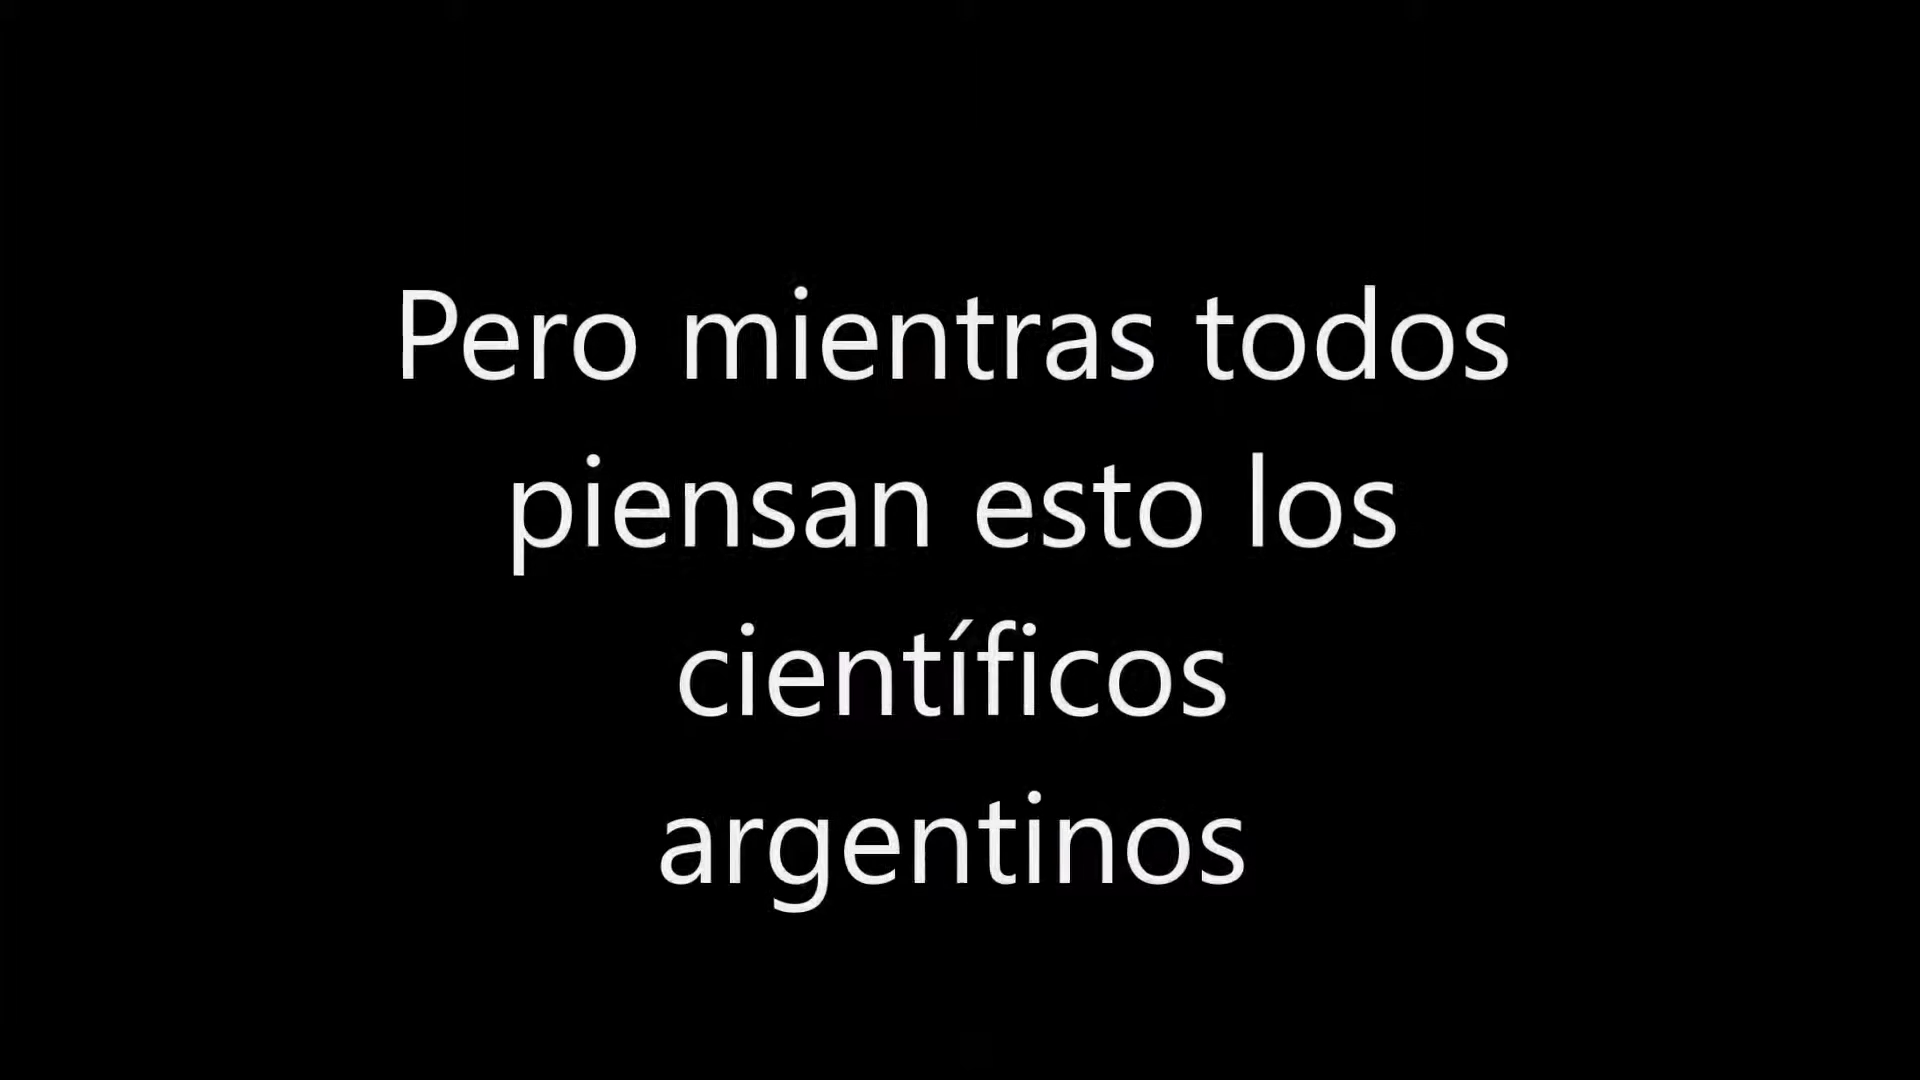 Pero mientras todos
piensan esto los
científicos
argentinos